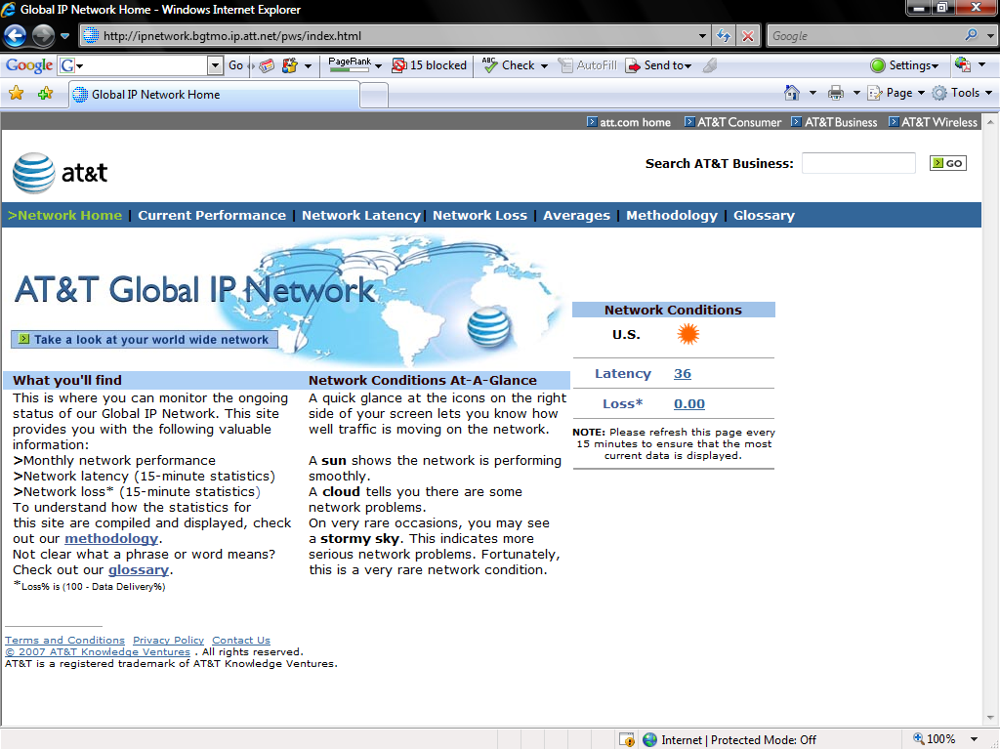 Global IP Network Home - Windows Internet Explorer
http://ipnetwork.bgtmo.ip.att.net/pws/index.html
Google
Google G Go PageRank 15 blocked ABC Check AutoFill Send to Settings
Global IP Network Home Page Tools
att.com home AT&T Consumer AT&T Business AT&T Wireless
at&t
Search AT&T Business: GO
>Network Home | Current Performance | Network Latency | Network Loss | Averages | Methodology | Glossary
AT&T Global IP Network
Take a look at your world wide network
What you'll find
This is where you can monitor the ongoing
status of our Global IP Network. This site
provides you with the following valuable
information:
>Monthly network performance
>Network latency (15-minute statistics)
>Network loss* (15-minute statistics)
To understand how the statistics for
this site are compiled and displayed, check
out our methodology.
Not clear what a phrase or word means?
Check out our glossary.
*Loss% is (100 - Data Delivery%)
Network Conditions At-A-Glance
A quick glance at the icons on the right
side of your screen lets you know how
well traffic is moving on the network.
A sun shows the network is performing
smoothly.
A cloud tells you there are some
network problems.
On very rare occasions, you may see
a stormy sky. This indicates more
serious network problems. Fortunately,
this is a very rare network condition.
Network Conditions
U.S.
Latency 36
Loss* 0.00
NOTE: Please refresh this page every
15 minutes to ensure that the most
current data is displayed.
Terms and Conditions Privacy Policy Contact Us
© 2007 AT&T Knowledge Ventures . All rights reserved.
AT&T is a registered trademark of AT&T Knowledge Ventures.
Internet | Protected Mode: Off
100%